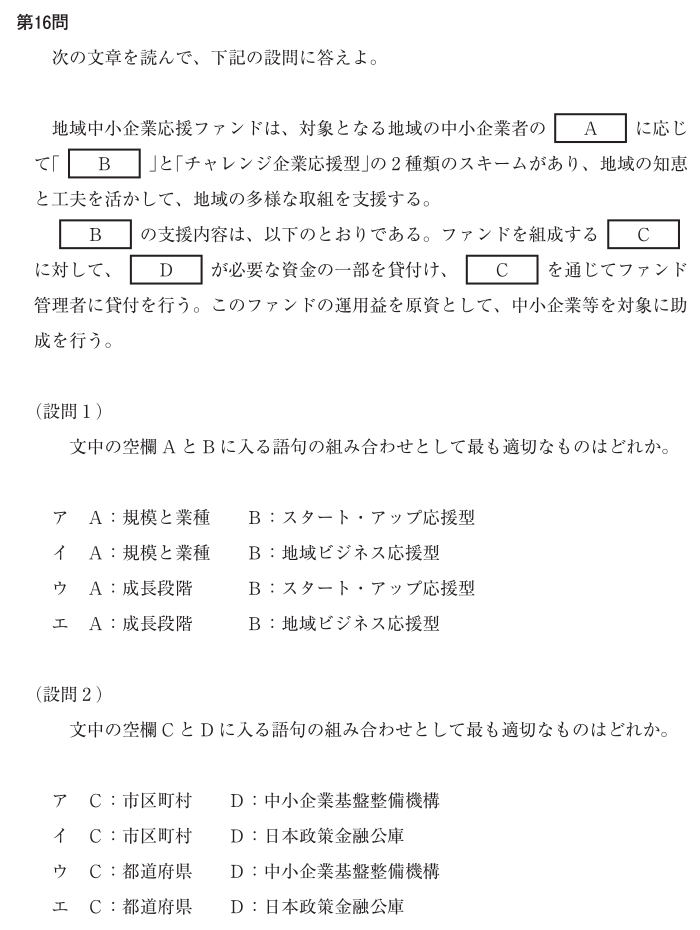 第16問
次の文章を読んで、下記の設問に答えよ。
地域中小企業応援ファンドは、対象となる地域の中小企業者の A に応じ
て「 B 」と「チャレンジ企業応援型」の2種類のスキームがあり、地域の知恵
と工夫を活かして、地域の多様な取組を支援する。
B の支援内容は、以下のとおりである。ファンドを組成する C
に対して、 D が必要な資金の一部を貸付け、 C を通じてファンド
管理者に貸付を行う。このファンドの運用益を原資として、中小企業等を対象に助
成を行う。
(設問1)
文中の空欄AとBに入る語句の組み合わせとして最も適切なものはどれか。
ア A：規模と業種 B：スタート・アップ応援型
イ A：規模と業種 B：地域ビジネス応援型
ウ A：成長段階 B：スタート・アップ応援型
エ A：成長段階 B：地域ビジネス応援型
(設問2)
文中の空欄CとDに入る語句の組み合わせとして最も適切なものはどれか。
ア C：市区町村 D：中小企業基盤整備機構
イ C：市区町村 D：日本政策金融公庫
ウ C：都道府県 D：中小企業基盤整備機構
エ C：都道府県 D：日本政策金融公庫